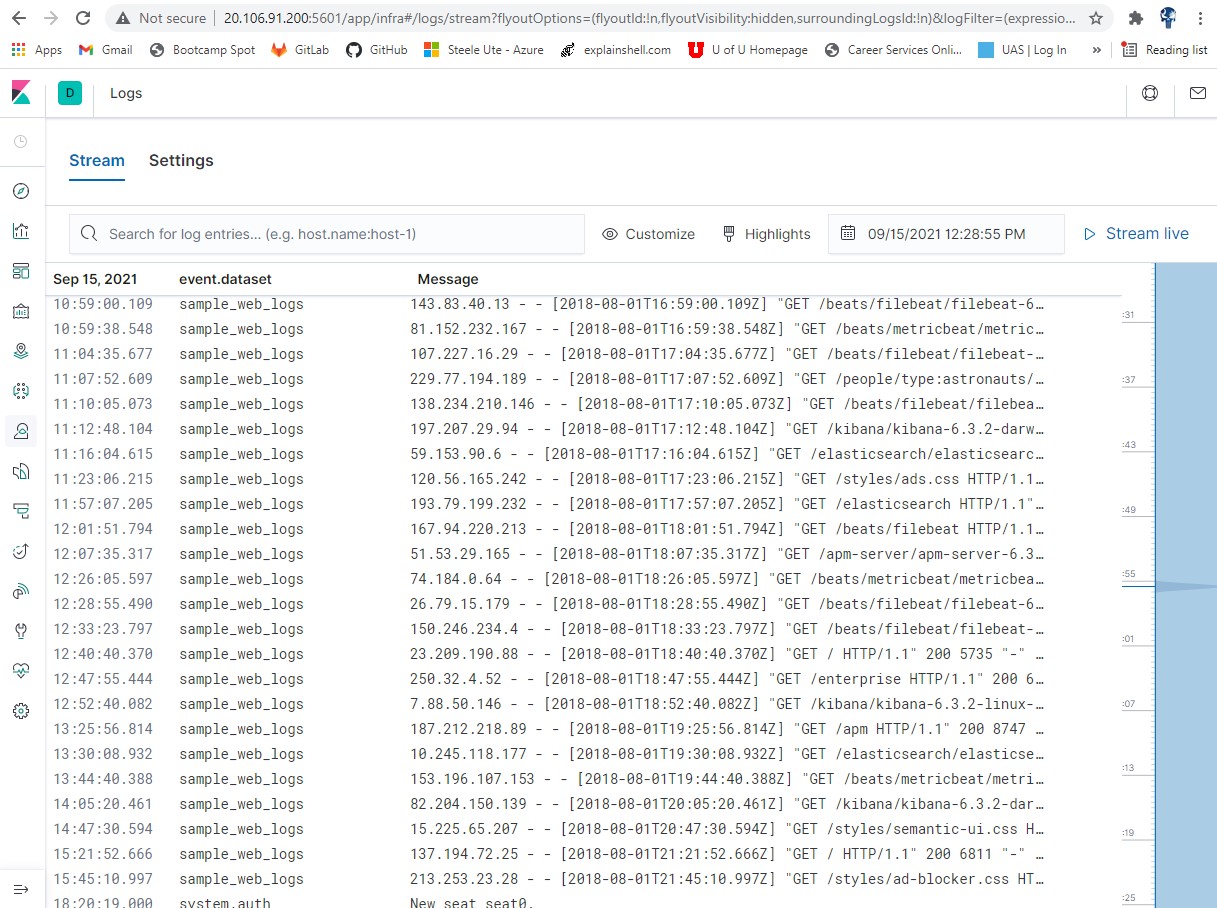 Not secure 20.106.91.200:5601/app/infra#/logs/stream?flyoutOptions=(flyoutId:!n,flyoutVisibility:hidden,surroundingLogsId:!n)&logFilter=(expressio...
Apps Gmail Bootcamp Spot GitLab GitHub Steele Ute - Azure explainshell.com U of U Homepage Career Services Onli... UAS | Log In » Reading list
D Logs
Stream Settings
Search for log entries... (e.g. host.name:host-1) Customize Highlights 09/15/2021 12:28:55 PM Stream live
Sep 15, 2021 event.dataset Message
10:59:00.109 sample_web_logs 143.83.40.13 - - [2018-08-01T16:59:00.109Z] "GET /beats/filebeat/filebeat-6…
:31
10:59:38.548 sample_web_logs 81.152.232.167 - - [2018-08-01T16:59:38.548Z] "GET /beats/metricbeat/metric…
11:04:35.677 sample_web_logs 107.227.16.29 - - [2018-08-01T17:04:35.677Z] "GET /beats/filebeat/filebeat-…
11:07:52.609 sample_web_logs 229.77.194.189 - - [2018-08-01T17:07:52.609Z] "GET /people/type:astronauts/…
:37
11:10:05.073 sample_web_logs 138.234.210.146 - - [2018-08-01T17:10:05.073Z] "GET /beats/filebeat/filebea…
11:12:48.104 sample_web_logs 197.207.29.94 - - [2018-08-01T17:12:48.104Z] "GET /kibana/kibana-6.3.2-darw…
:43
11:16:04.615 sample_web_logs 59.153.90.6 - - [2018-08-01T17:16:04.615Z] "GET /elasticsearch/elasticsearc…
11:23:06.215 sample_web_logs 120.56.165.242 - - [2018-08-01T17:23:06.215Z] "GET /styles/ads.css HTTP/1.1…
11:57:07.205 sample_web_logs 193.79.199.232 - - [2018-08-01T17:57:07.205Z] "GET /elasticsearch HTTP/1.1"…
:49
12:01:51.794 sample_web_logs 167.94.220.213 - - [2018-08-01T18:01:51.794Z] "GET /beats/filebeat HTTP/1.1…
12:07:35.317 sample_web_logs 51.53.29.165 - - [2018-08-01T18:07:35.317Z] "GET /apm-server/apm-server-6.3…
:55
12:26:05.597 sample_web_logs 74.184.0.64 - - [2018-08-01T18:26:05.597Z] "GET /beats/metricbeat/metricbea…
12:28:55.490 sample_web_logs 26.79.15.179 - - [2018-08-01T18:28:55.490Z] "GET /beats/filebeat/filebeat-6…
12:33:23.797 sample_web_logs 150.246.234.4 - - [2018-08-01T18:33:23.797Z] "GET /beats/filebeat/filebeat-…
:01
12:40:40.370 sample_web_logs 23.209.190.88 - - [2018-08-01T18:40:40.370Z] "GET / HTTP/1.1" 200 5735 "-" …
12:47:55.444 sample_web_logs 250.32.4.52 - - [2018-08-01T18:47:55.444Z] "GET /enterprise HTTP/1.1" 200 6…
12:52:40.082 sample_web_logs 7.88.50.146 - - [2018-08-01T18:52:40.082Z] "GET /kibana/kibana-6.3.2-linux-…
:07
13:25:56.814 sample_web_logs 187.212.218.89 - - [2018-08-01T19:25:56.814Z] "GET /apm HTTP/1.1" 200 8747 …
13:30:08.932 sample_web_logs 10.245.118.177 - - [2018-08-01T19:30:08.932Z] "GET /elasticsearch/elasticse…
:13
13:44:40.388 sample_web_logs 153.196.107.153 - - [2018-08-01T19:44:40.388Z] "GET /beats/metricbeat/metri…
14:05:20.461 sample_web_logs 82.204.150.139 - - [2018-08-01T20:05:20.461Z] "GET /kibana/kibana-6.3.2-dar…
14:47:30.594 sample_web_logs 15.225.65.207 - - [2018-08-01T20:47:30.594Z] "GET /styles/semantic-ui.css H…
:19
15:21:52.666 sample_web_logs 137.194.72.25 - - [2018-08-01T21:21:52.666Z] "GET / HTTP/1.1" 200 6811 "-" …
15:45:10.997 sample_web_logs 213.253.23.28 - - [2018-08-01T21:45:10.997Z] "GET /styles/ad-blocker.css HT…
:25
18:20:19.000 system.auth New seat seat0.